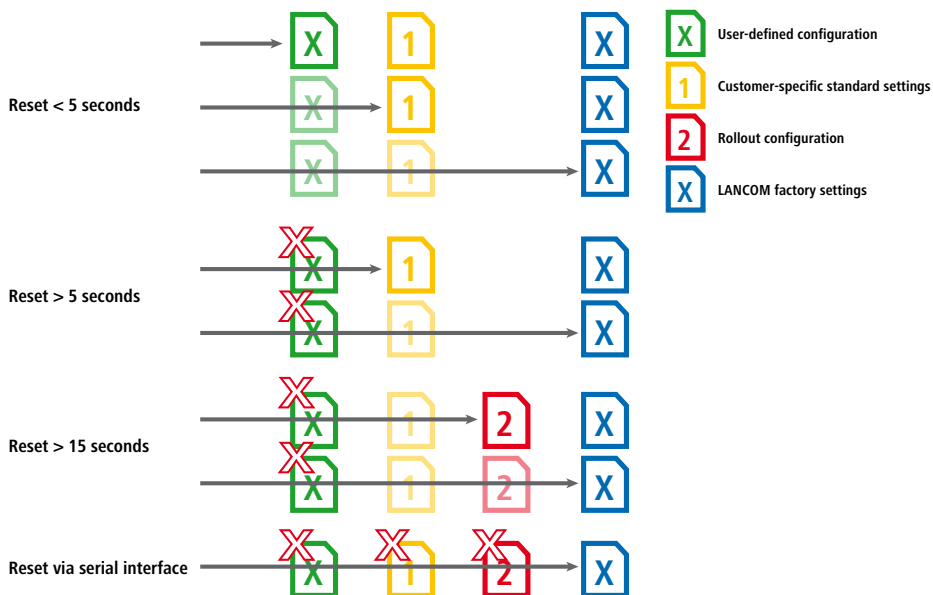 X 1 X X User-defined configuration
1 Customer-specific standard settings
Reset < 5 seconds X 1 X
2 Rollout configuration
X 1 X X LANCOM factory settings
X X 1 X
Reset > 5 seconds
X X 1 X
X X 1 2 X
Reset > 15 seconds
X X 1 2 X
Reset via serial interface X X X 1 X 2 X